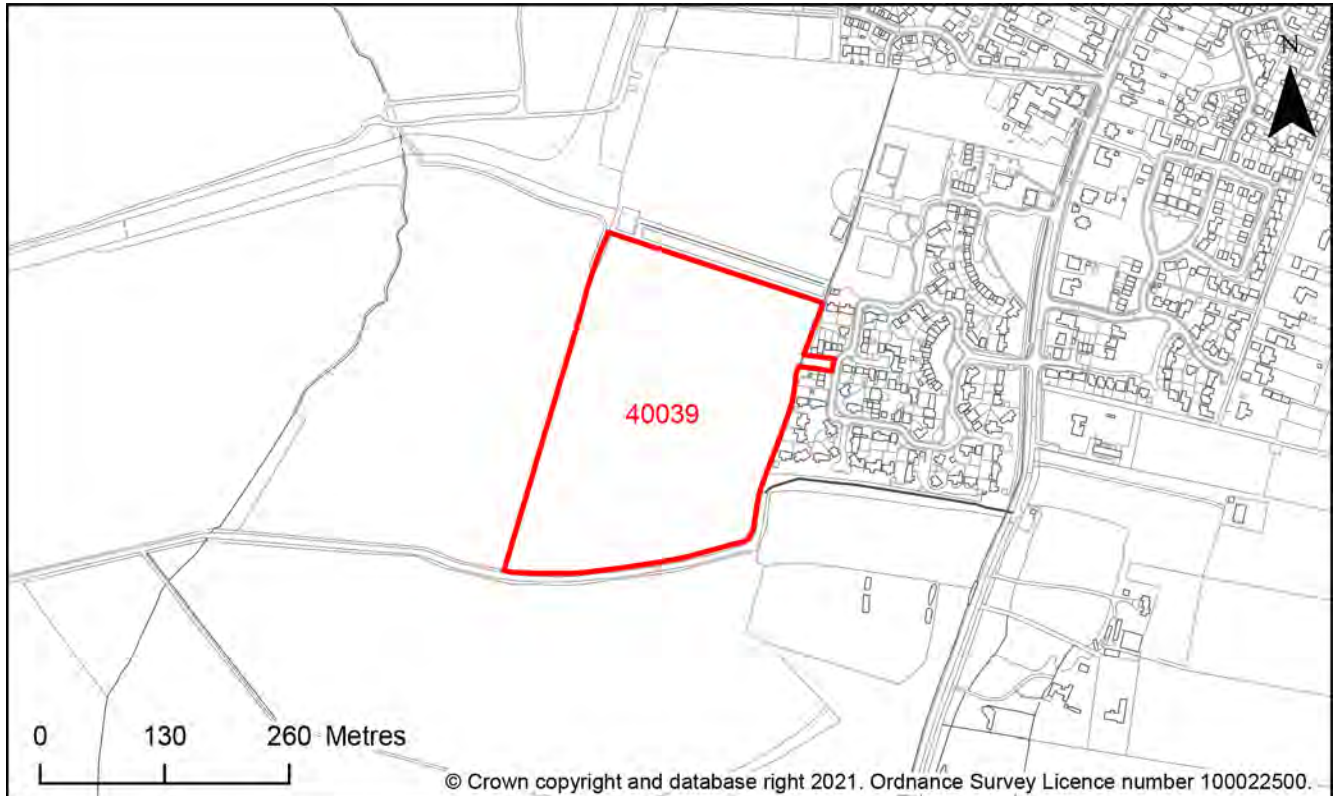 N
40039
0 130 260 Metres
© Crown copyright and database right 2021. Ordnance Survey Licence number 100022500.